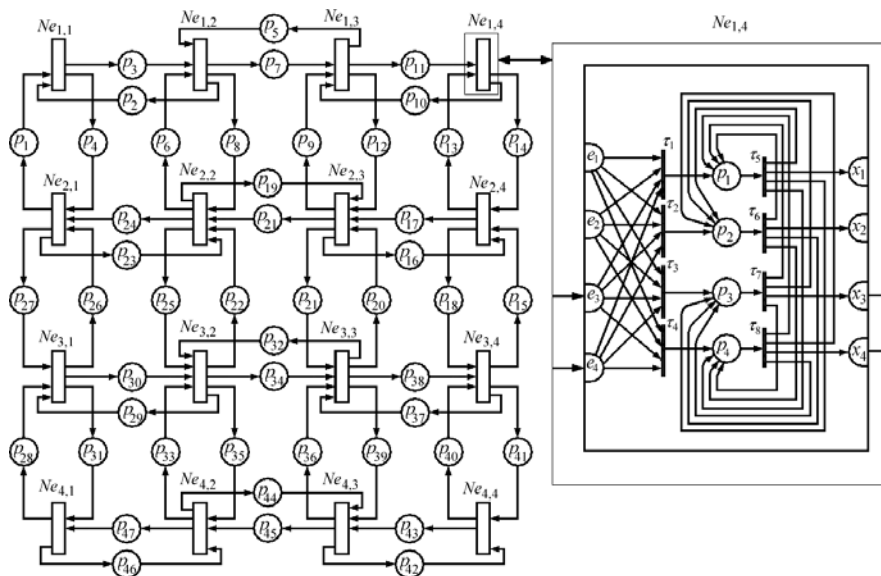 Ne1,1 Ne1,2 p5 Ne1,3 Ne1,4 Ne1,4
p3 p7 p11
p2 p10
p1 p4 p6 p8 p9 p12 p13 p14
Ne2,1 Ne2,2 p19 Ne2,3 Ne2,4
p24 p21 p17
p23 p16
p27 p26 p25 p22 p21 p20 p18 p15
Ne3,1 Ne3,2 p32 Ne3,3 Ne3,4
p30 p34 p38
p29 p37
p28 p31 p33 p35 p36 p39 p40 p41
Ne4,1 Ne4,2 p44 Ne4,3 Ne4,4
p47 p45 p43
p46 p42
e1 τ1 p1 τ5 x1
e2 τ2 p2 τ6 x2
e3 τ3 p3 τ7 x3
e4 τ4 p4 τ8 x4